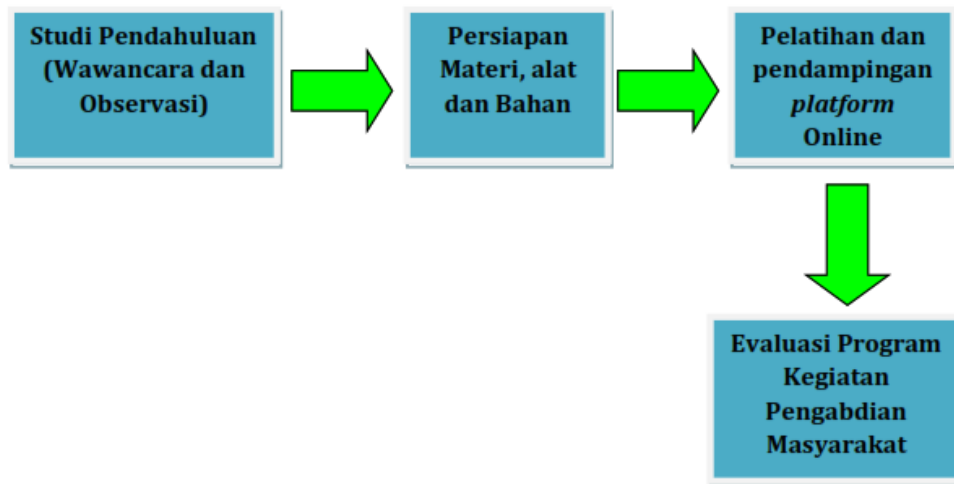 Studi Pendahuluan
(Wawancara dan
Observasi)
Persiapan
Materi, alat
dan Bahan
Pelatihan dan
pendampingan
platform
Online
Evaluasi Program
Kegiatan
Pengabdian
Masyarakat